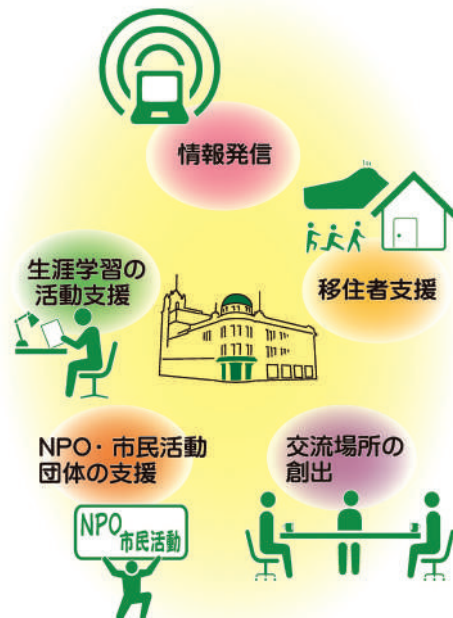 情報発信
移住者支援
生涯学習の
活動支援
NPO・市民活動
団体の支援
交流場所の
創出
NPO
市民活動